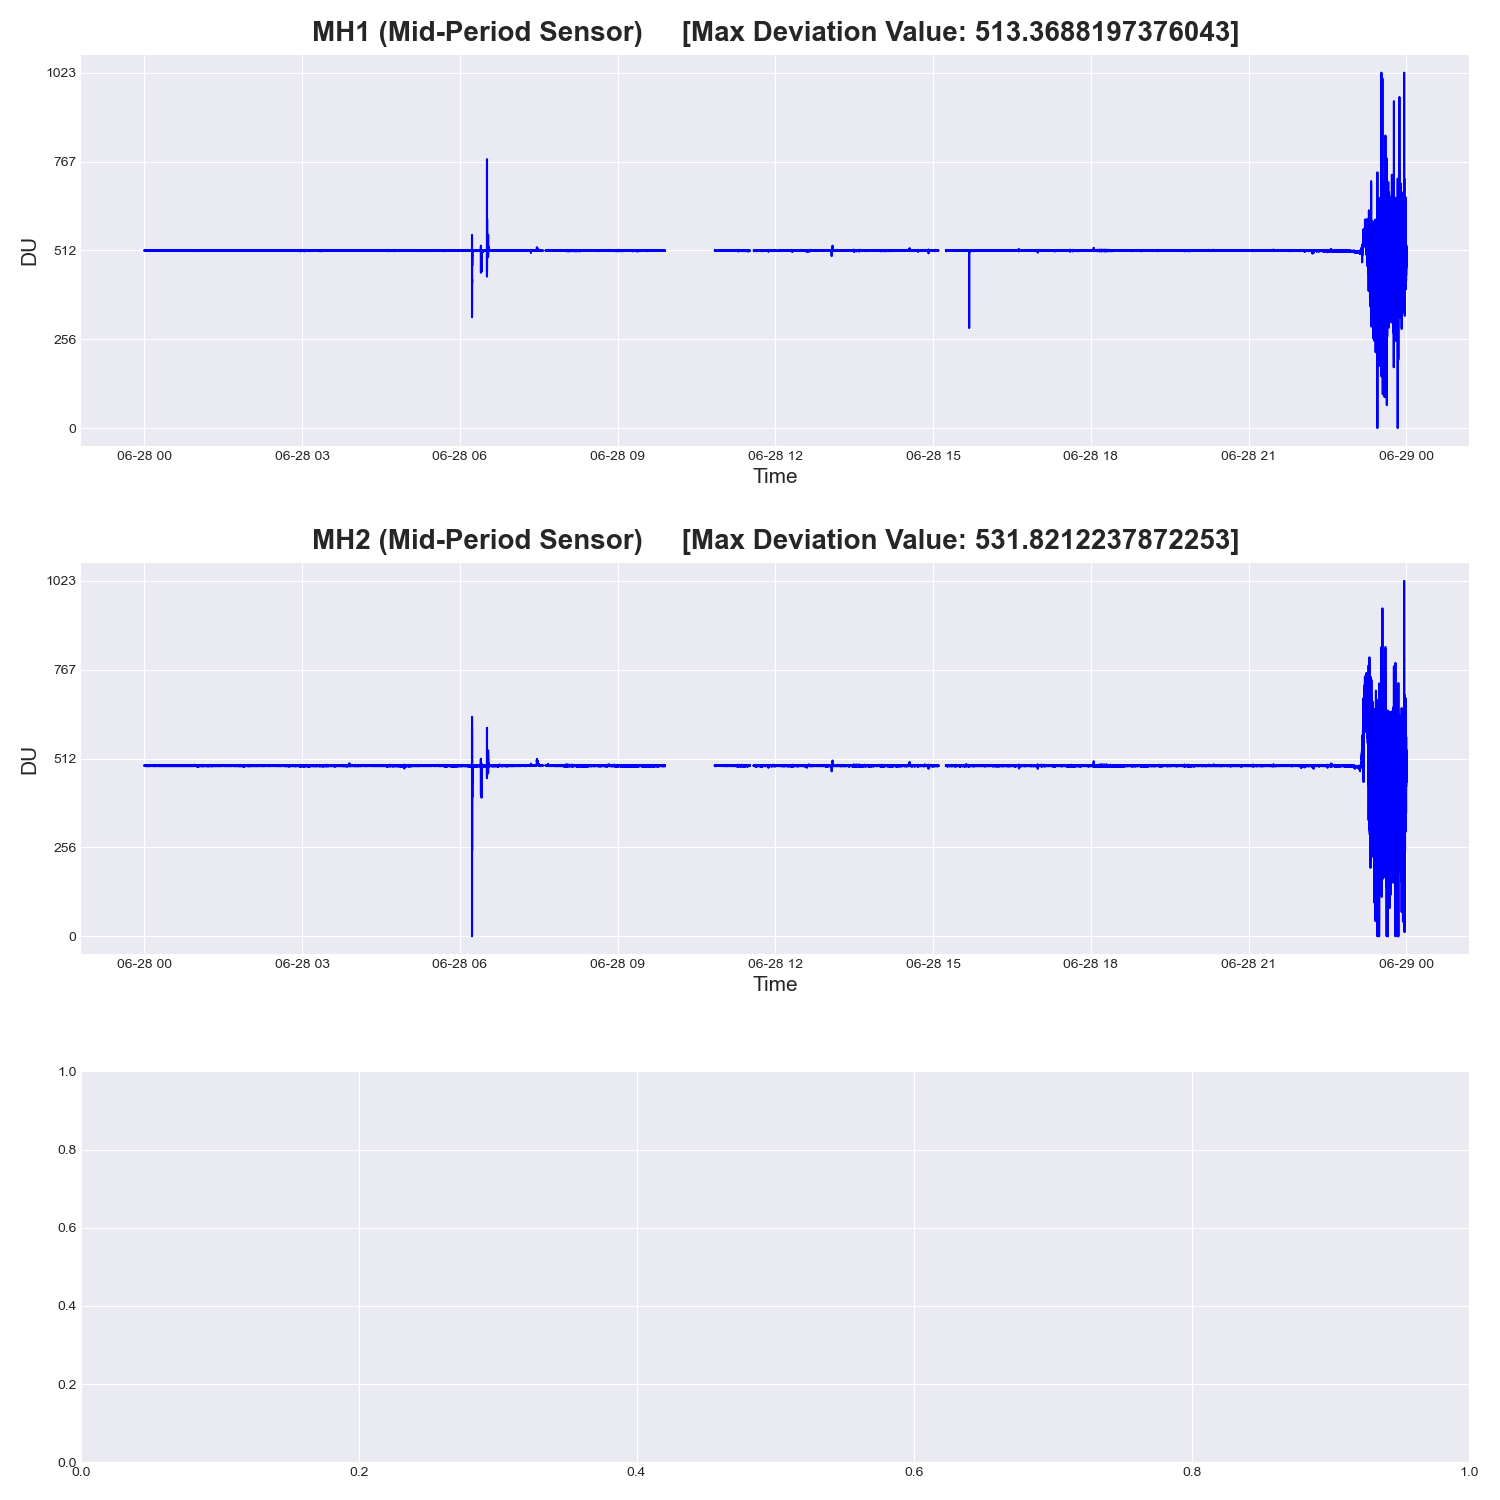 MH1 (Mid-Period Sensor) [Max Deviation Value: 513.3688197376043]
1023
767
512
256
0
DU
06-28 00 06-28 03 06-28 06 06-28 09 06-28 12 06-28 15 06-28 18 06-28 21 06-29 00
Time
MH2 (Mid-Period Sensor) [Max Deviation Value: 531.8212237872253]
1023
767
512
256
0
DU
06-28 00 06-28 03 06-28 06 06-28 09 06-28 12 06-28 15 06-28 18 06-28 21 06-29 00
Time
1.0
0.8
0.6
0.4
0.2
0.0
0.0 0.2 0.4 0.6 0.8 1.0